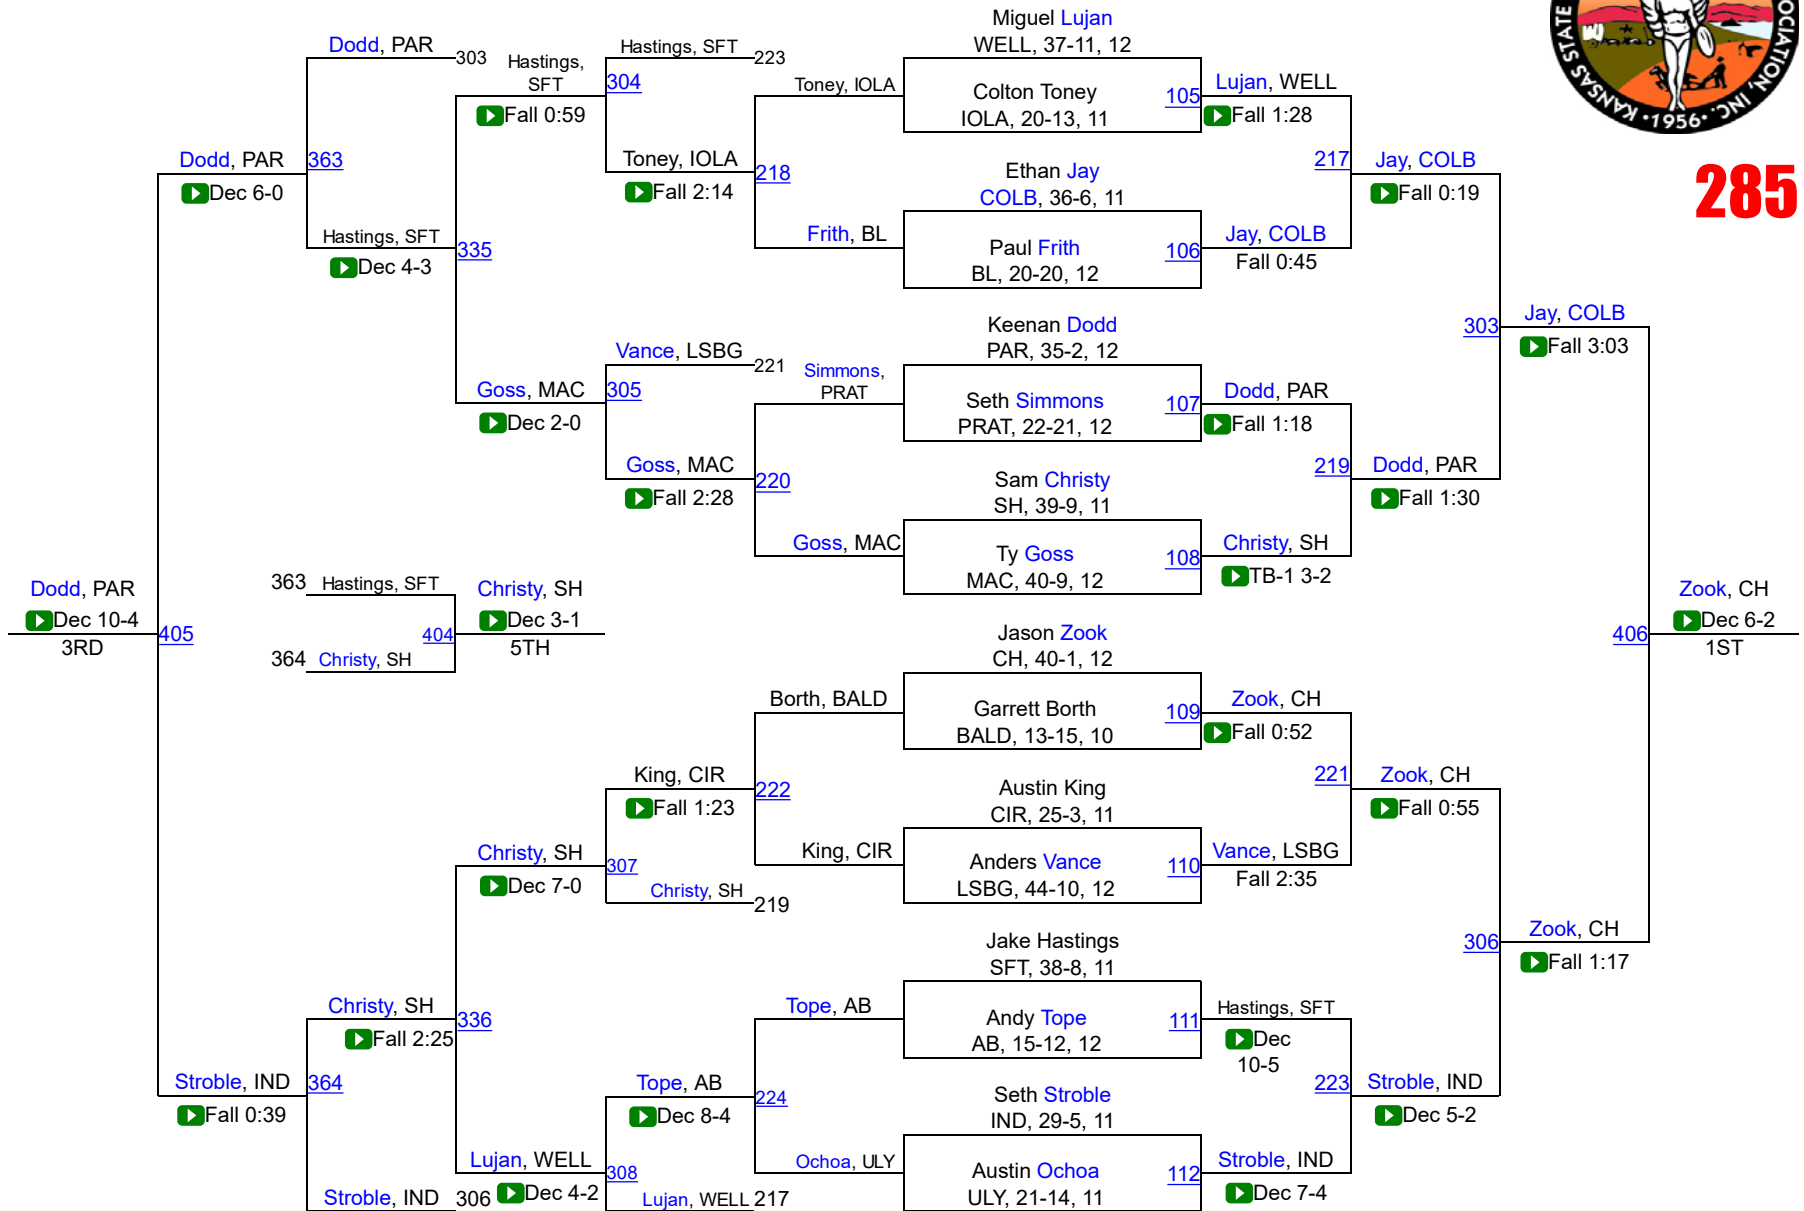 Miguel Lujan
WELL, 37-11, 12
KANSAS STATE
OCIATION, INC.
•1956•
285
Dodd, PAR
303
Hastings,
SFT
Hastings, SFT
223
304
Fall 0:59
Toney, IOLA
Colton Toney
IOLA, 20-13, 11
105
Lujan, WELL
Fall 1:28
Dodd, PAR
363
Dec 6-0
Toney, IOLA
Fall 2:14
218
Ethan Jay
COLB, 36-6, 11
217
Jay, COLB
Fall 0:19
Hastings, SFT
Dec 4-3
335
Frith, BL
Paul Frith
BL, 20-20, 12
106
Jay, COLB
Fall 0:45
Keenan Dodd
PAR, 35-2, 12
303
Jay, COLB
Fall 3:03
Vance, LSBG
221
Simmons,
PRAT
Goss, MAC
305
Dec 2-0
Seth Simmons
PRAT, 22-21, 12
107
Dodd, PAR
Fall 1:18
Goss, MAC
Fall 2:28
220
Sam Christy
SH, 39-9, 11
219
Dodd, PAR
Fall 1:30
Goss, MAC
Ty Goss
MAC, 40-9, 12
108
Christy, SH
TB-1 3-2
Dodd, PAR
Dec 10-4
3RD
405
363
Hastings, SFT
364
Christy, SH
404
Christy, SH
Dec 3-1
5TH
Jason Zook
CH, 40-1, 12
406
Zook, CH
Dec 6-2
1ST
Borth, BALD
Garrett Borth
BALD, 13-15, 10
109
Zook, CH
Fall 0:52
King, CIR
Fall 1:23
222
Austin King
CIR, 25-3, 11
221
Zook, CH
Fall 0:55
Christy, SH
Dec 7-0
307
Christy, SH
219
King, CIR
Anders Vance
LSBG, 44-10, 12
110
Vance, LSBG
Fall 2:35
Jake Hastings
SFT, 38-8, 11
306
Zook, CH
Fall 1:17
Christy, SH
Fall 2:25
336
Tope, AB
Andy Tope
AB, 15-12, 12
111
Hastings, SFT
Dec
10-5
Stroble, IND
Fall 0:39
364
Tope, AB
Dec 8-4
224
Seth Stroble
IND, 29-5, 11
223
Stroble, IND
Dec 5-2
Lujan, WELL
Dec 4-2
308
Ochoa, ULY
Austin Ochoa
ULY, 21-14, 11
112
Stroble, IND
Dec 7-4
Stroble, IND
306
Lujan, WELL
217